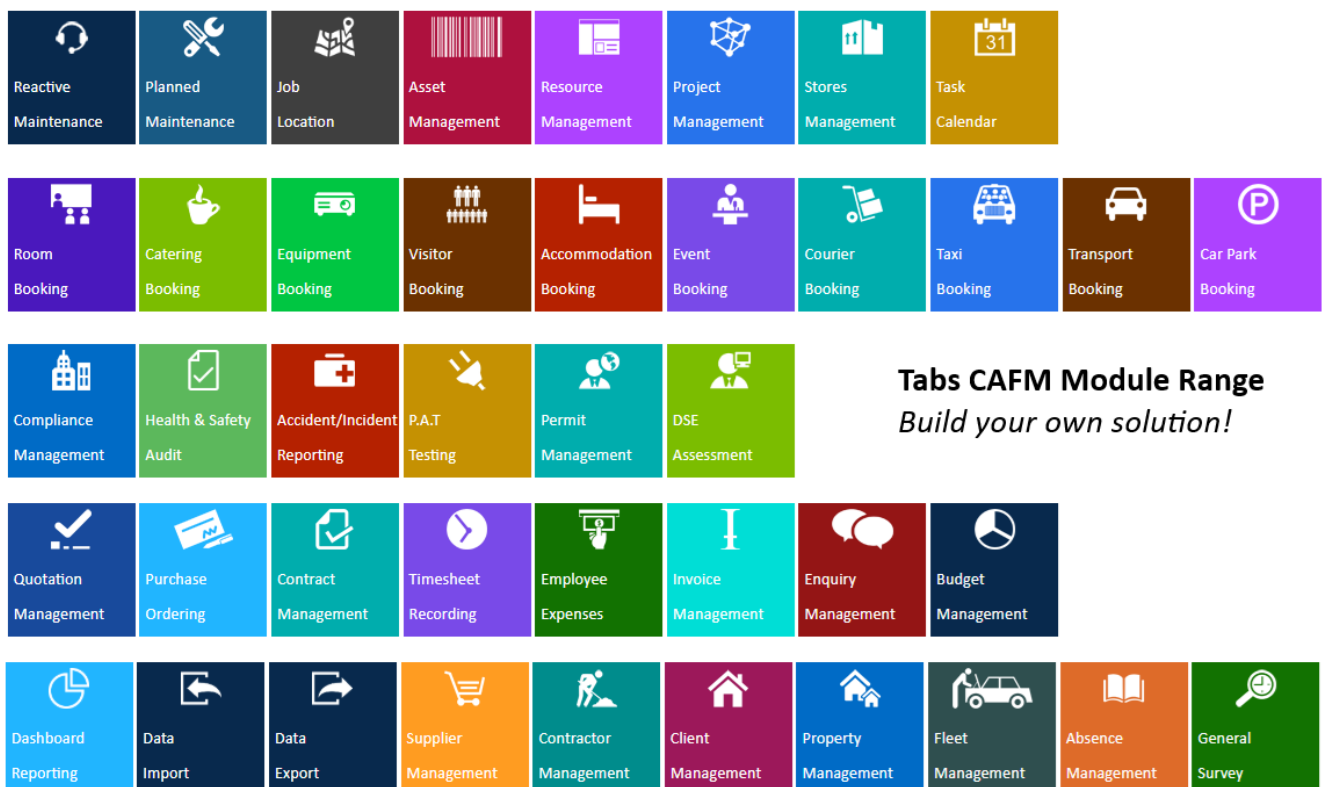 Reactive
Maintenance
Planned
Maintenance
Job
Location
Asset
Management
Resource
Management
Project
Management
Stores
Management
31
Task
Calendar
Room
Booking
Catering
Booking
Equipment
Booking
Visitor
Booking
Accommodation
Booking
Event
Booking
Courier
Booking
Taxi
Booking
Transport
Booking
P
Car Park
Booking
Compliance
Management
Health & Safety
Audit
Accident/Incident
Reporting
P.A.T
Testing
Permit
Management
DSE
Assessment
Tabs CAFM Module Range
Build your own solution!
Quotation
Management
Purchase
Ordering
Contract
Management
Timesheet
Recording
Employee
Expenses
Invoice
Management
Enquiry
Management
Budget
Management
Dashboard
Reporting
Data
Import
Data
Export
Supplier
Management
Contractor
Management
Client
Management
Property
Management
Fleet
Management
Absence
Management
General
Survey